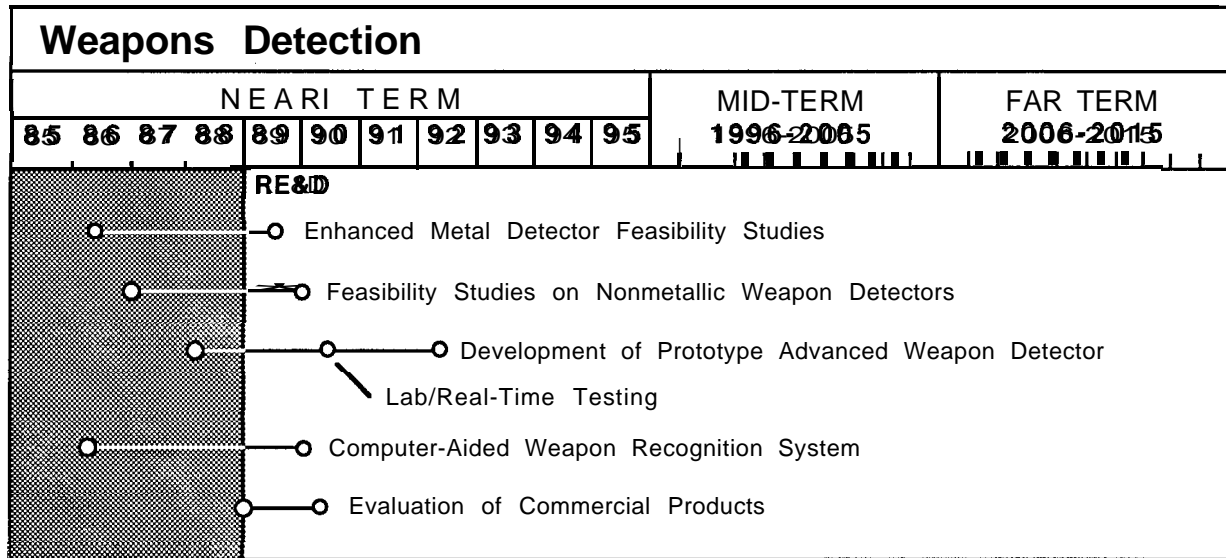 Weapons Detection
NEARI TERM MID-TERM FAR TERM
85 86 87 88 89 90 91 92 93 94 95 1996-2005 2006-2015
RE&D
Enhanced Metal Detector Feasibility Studies
Feasibility Studies on Nonmetallic Weapon Detectors
Development of Prototype Advanced Weapon Detector
Lab/Real-Time Testing
Computer-Aided Weapon Recognition System
Evaluation of Commercial Products